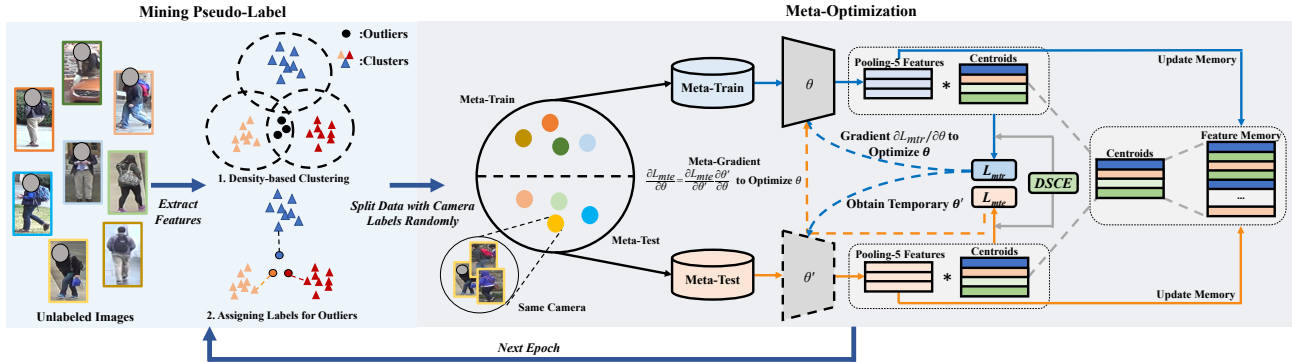 Mining Pseudo-Label
:Outliers
:Clusters
1. Density-based Clustering
Extract
Features
2. Assigning Labels for Outliers
Unlabeled Images
Split Data with Camera
Labels Randomly
Meta-Optimization
Meta-Train
Meta-Test
Same Camera
Meta-Train
Meta-Test
θ
θ'
Pooling-5 Features
*
Centroids
Update Memory
Gradient ∂L_mtr/∂θ to
Optimize θ
Meta-Gradient
∂L_mte/∂θ = ∂L_mte/∂θ' ∂θ'/∂θ to Optimize θ
Obtain Temporary θ'
L_mtr
L_mte
DSCE
Centroids
Feature Memory
...
Pooling-5 Features
*
Centroids
Update Memory
Next Epoch